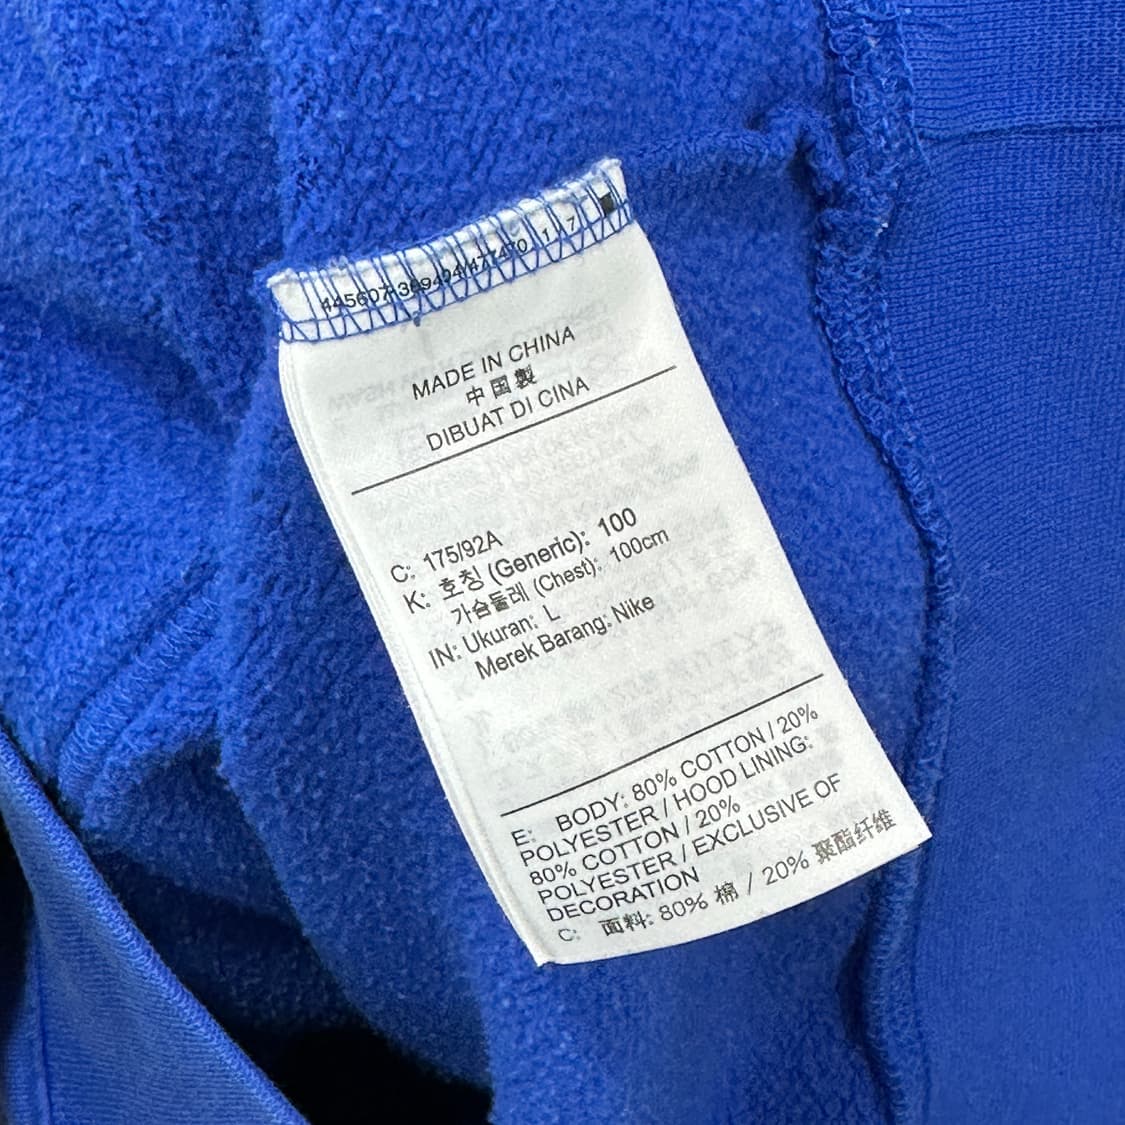 MADE IN CHINA
中国製
DIBUAT DI CINA
C: 175/92A
K: 호칭 (Generic): 100
가슴둘레 (Chest): 100cm
IN: Ukuran: L
Merek Barang: Nike
E: BODY: 80% COTTON / 20%
POLYESTER / HOOD LINING:
80% COTTON / 20%
POLYESTER / EXCLUSIVE OF
DECORATION
C: 面料: 80% 棉 / 20% 聚酯纤维